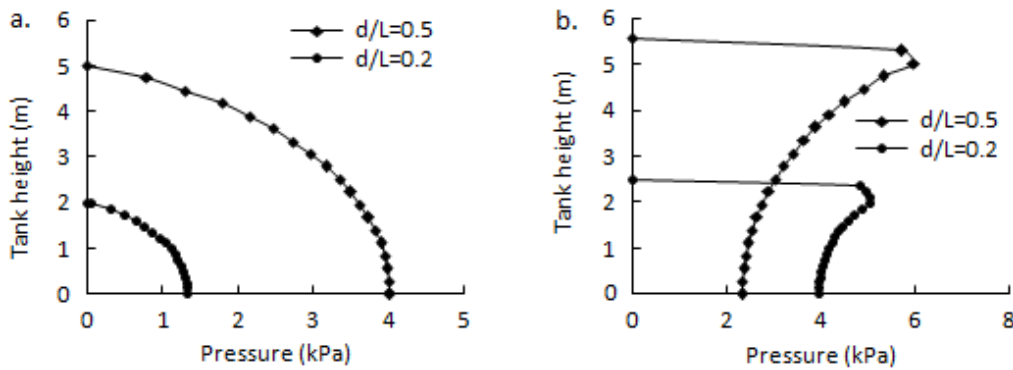 a.
d/L=0.5
d/L=0.2
Tank height (m)
6
5
4
3
2
1
0
0 1 2 3 4 5
Pressure (kPa)
b.
d/L=0.5
d/L=0.2
Tank height (m)
6
5
4
3
2
1
0
0 2 4 6 8
Pressure (kPa)